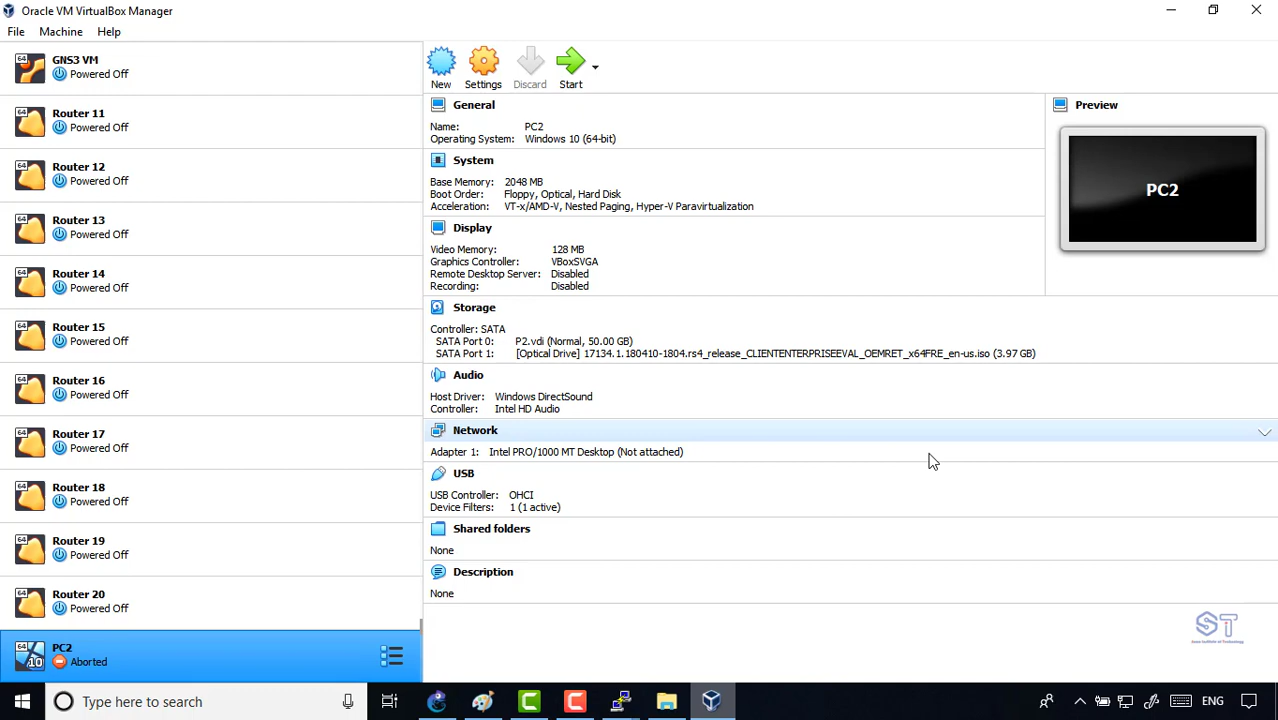 Oracle VM VirtualBox Manager
File Machine Help
GNS3 VM
Powered Off
Router 11
Powered Off
Router 12
Powered Off
Router 13
Powered Off
Router 14
Powered Off
Router 15
Powered Off
Router 16
Powered Off
Router 17
Powered Off
Router 18
Powered Off
Router 19
Powered Off
Router 20
Powered Off
PC2
Aborted
New Settings Discard Start
General
Name: PC2
Operating System: Windows 10 (64-bit)
System
Base Memory: 2048 MB
Boot Order: Floppy, Optical, Hard Disk
Acceleration: VT-x/AMD-V, Nested Paging, Hyper-V Paravirtualization
Display
Video Memory: 128 MB
Graphics Controller: VBoxSVGA
Remote Desktop Server: Disabled
Recording: Disabled
Storage
Controller: SATA
SATA Port 0: P2.vdi (Normal, 50.00 GB)
SATA Port 1: [Optical Drive] 17134.1.180410-1804.rs4_release_CLIENTENTERPRISEEVAL_OEMRET_x64FRE_en-us.iso (3.97 GB)
Audio
Host Driver: Windows DirectSound
Controller: Intel HD Audio
Network
Adapter 1: Intel PRO/1000 MT Desktop (Not attached)
USB
USB Controller: OHCI
Device Filters: 1 (1 active)
Shared folders
None
Description
None
Preview
PC2
ST
Type here to search
ENG